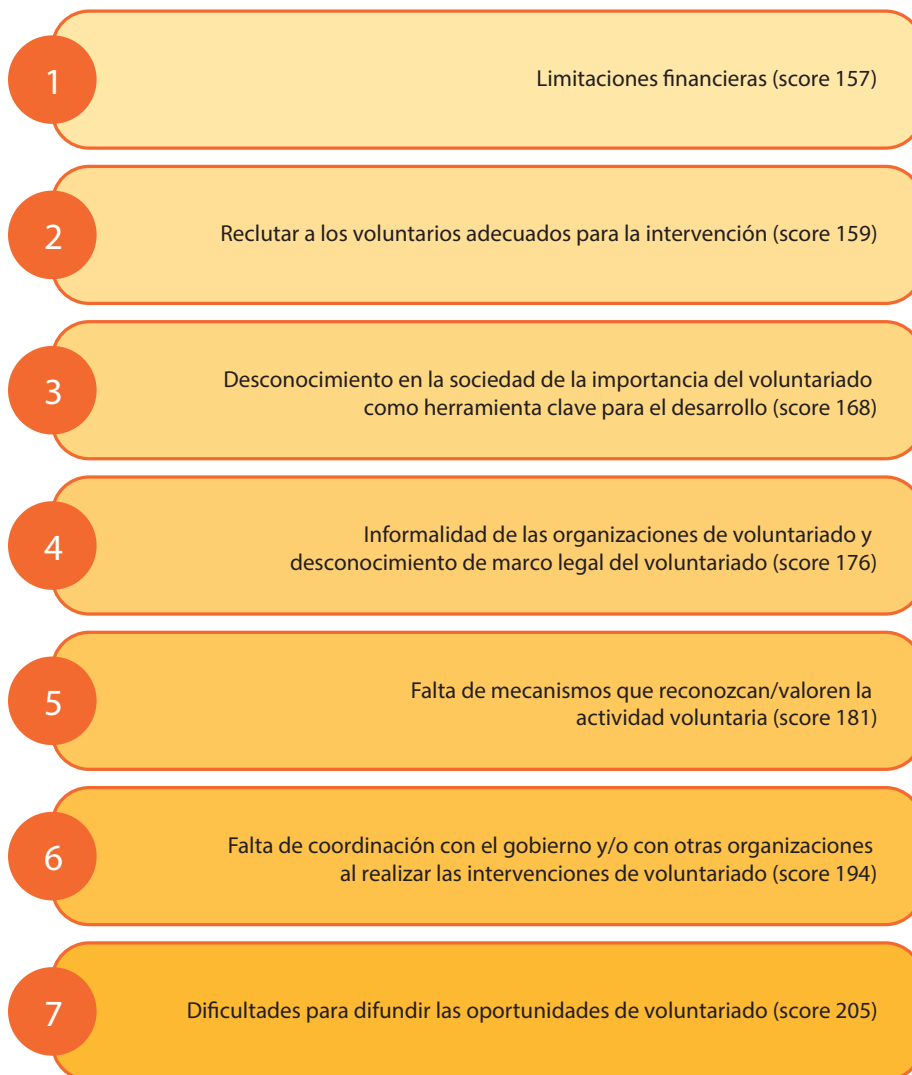 1
Limitaciones financieras (score 157)
2
Reclutar a los voluntarios adecuados para la intervención (score 159)
3
Desconocimiento en la sociedad de la importancia del voluntariado
como herramienta clave para el desarrollo (score 168)
4
Informalidad de las organizaciones de voluntariado y
desconocimiento de marco legal del voluntariado (score 176)
5
Falta de mecanismos que reconozcan/valoren la
actividad voluntaria (score 181)
6
Falta de coordinación con el gobierno y/o con otras organizaciones
al realizar las intervenciones de voluntariado (score 194)
7
Dificultades para difundir las oportunidades de voluntariado (score 205)